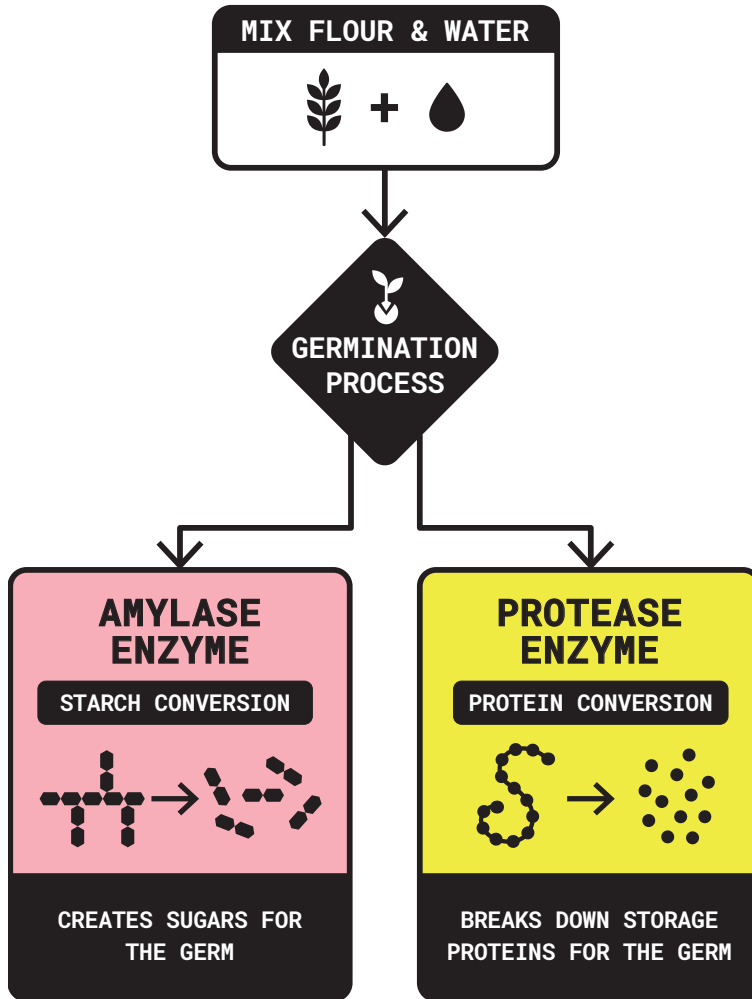 MIX FLOUR & WATER
+
GERMINATION
PROCESS
AMYLASE
ENZYME
STARCH CONVERSION
CREATES SUGARS FOR
THE GERM
PROTEASE
ENZYME
PROTEIN CONVERSION
BREAKS DOWN STORAGE
PROTEINS FOR THE GERM